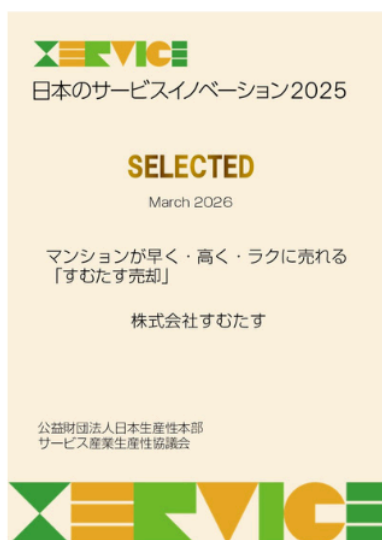 XERVICE
日本のサービスイノベーション2025
SELECTED
March 2026
マンションが早く・高く・ラクに売れる
「すむたす売却」
株式会社すむたす
公益財団法人日本生産性本部
サービス産業生産性協議会
XERVICE